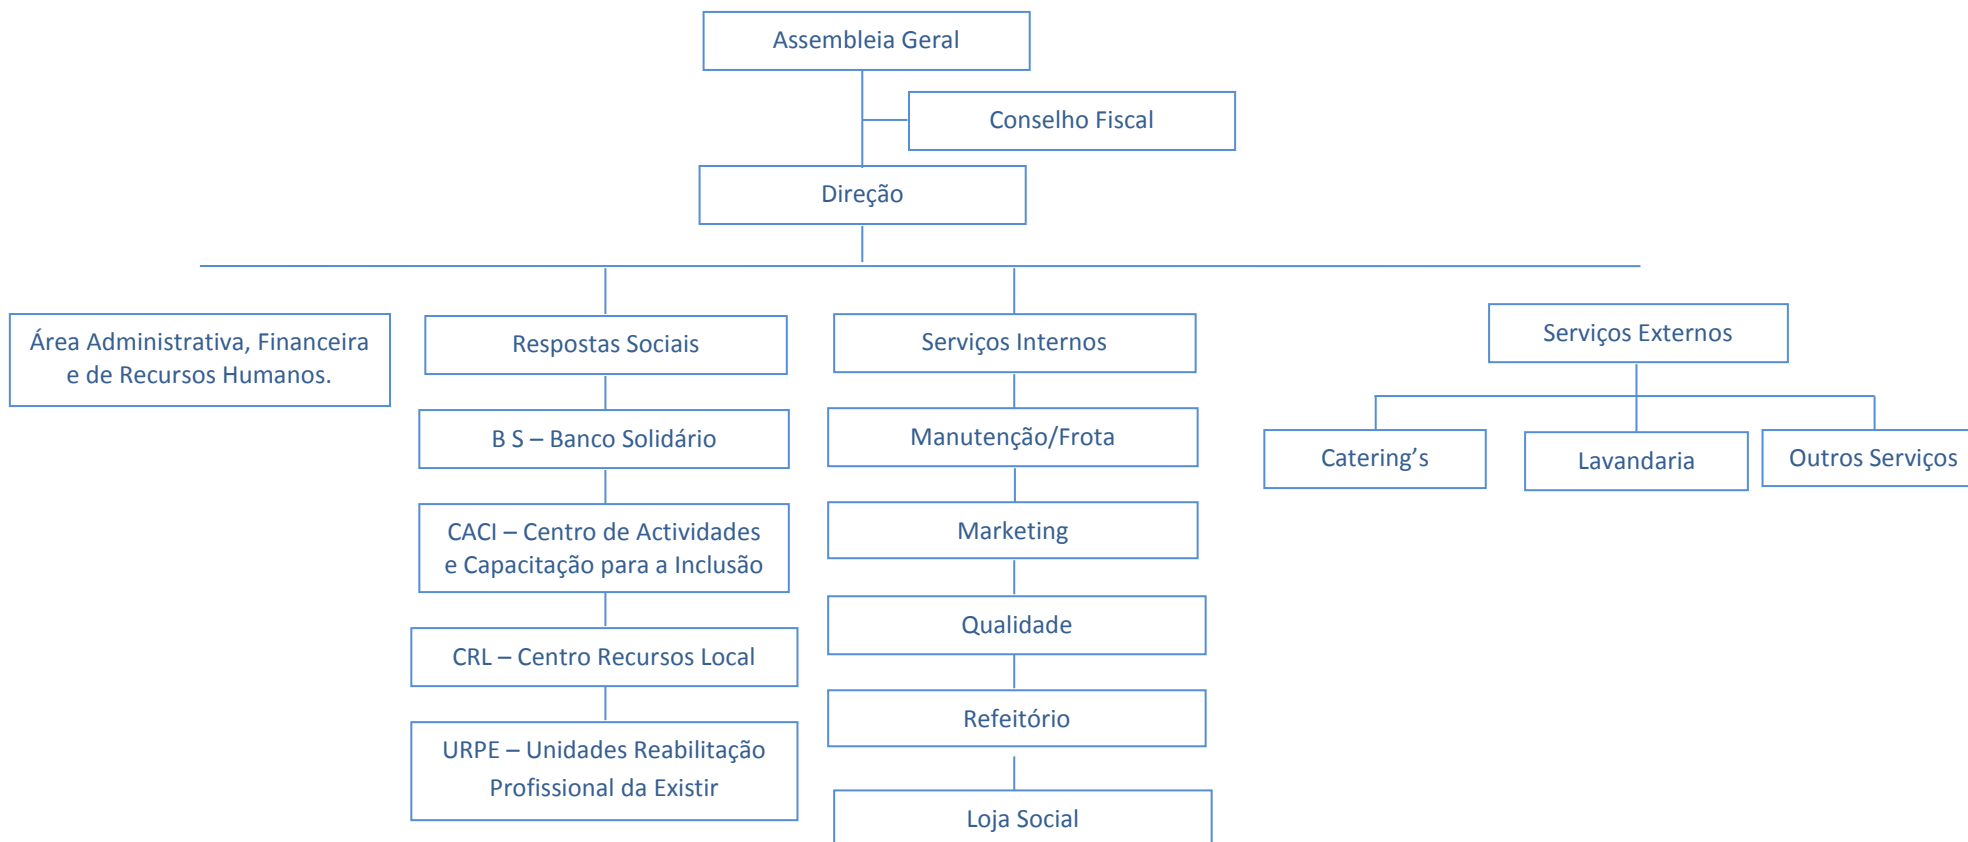 Assembleia Geral
Conselho Fiscal
Direção
Área Administrativa, Financeira
e de Recursos Humanos.
Respostas Sociais
B S – Banco Solidário
CACI – Centro de Actividades
e Capacitação para a Inclusão
CRL – Centro Recursos Local
URPE – Unidades Reabilitação
Profissional da Existir
Serviços Internos
Manutenção/Frota
Marketing
Qualidade
Refeitório
Loja Social
Serviços Externos
Catering’s
Lavandaria
Outros Serviços